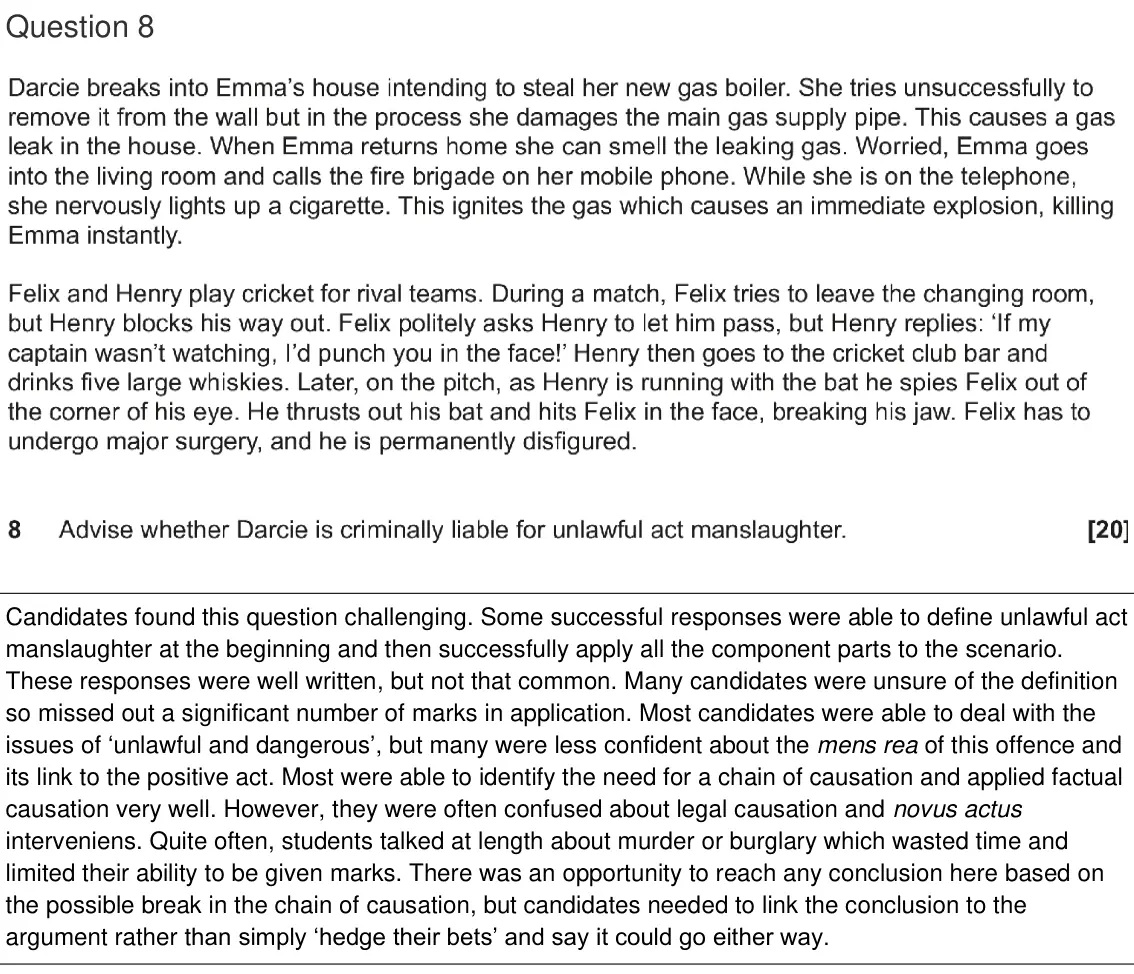 Question 8
Darcie breaks into Emma's house intending to steal her new gas boiler. She tries unsuccessfully to
remove it from the wall but in the process she damages the main gas supply pipe. This causes a gas
leak in the house. When Emma returns home she can smell the leaking gas. Worried, Emma goes
into the living room and calls the fire brigade on her mobile phone. While she is on the telephone,
she nervously lights up a cigarette. This ignites the gas which causes an immediate explosion, killing
Emma instantly.
Felix and Henry play cricket for rival teams. During a match, Felix tries to leave the changing room,
but Henry blocks his way out. Felix politely asks Henry to let him pass, but Henry replies: 'If my
captain wasn't watching, I'd punch you in the face!' Henry then goes to the cricket club bar and
drinks five large whiskies. Later, on the pitch, as Henry is running with the bat he spies Felix out of
the corner of his eye. He thrusts out his bat and hits Felix in the face, breaking his jaw. Felix has to
undergo major surgery, and he is permanently disfigured.
8 Advise whether Darcie is criminally liable for unlawful act manslaughter. [20]
Candidates found this question challenging. Some successful responses were able to define unlawful act
manslaughter at the beginning and then successfully apply all the component parts to the scenario.
These responses were well written, but not that common. Many candidates were unsure of the definition
so missed out a significant number of marks in application. Most candidates were able to deal with the
issues of 'unlawful and dangerous', but many were less confident about the mens rea of this offence and
its link to the positive act. Most were able to identify the need for a chain of causation and applied factual
causation very well. However, they were often confused about legal causation and novus actus
interveniens. Quite often, students talked at length about murder or burglary which wasted time and
limited their ability to be given marks. There was an opportunity to reach any conclusion here based on
the possible break in the chain of causation, but candidates needed to link the conclusion to the
argument rather than simply 'hedge their bets' and say it could go either way.